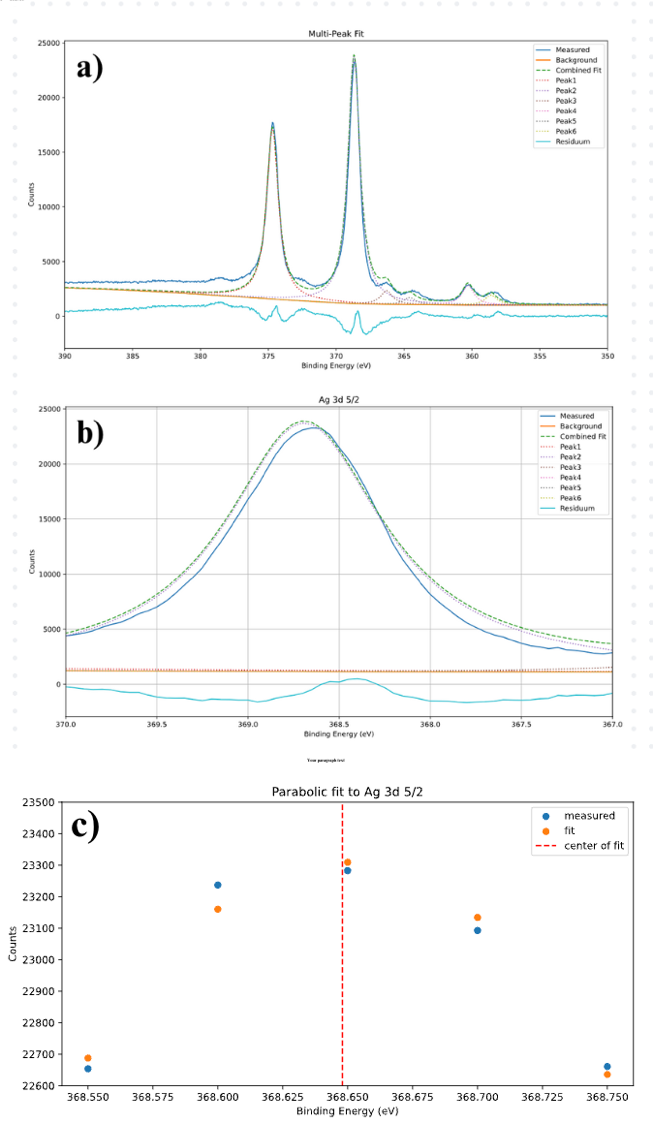 Multi-Peak Fit
a)
25000
20000
15000
10000
5000
0
Counts
Measured
Background
Combined Fit
Peak1
Peak2
Peak3
Peak4
Peak5
Peak6
Residuum
390 385 380 375 370 365 360 355 350
Binding Energy (eV)
Ag 3d 5/2
b)
25000
20000
15000
10000
5000
0
Counts
Measured
Background
Combined Fit
Peak1
Peak2
Peak3
Peak4
Peak5
Peak6
Residuum
370.0 369.5 369.0 368.5 368.0 367.5 367.0
Binding Energy (eV)
Your paragraph text
Parabolic fit to Ag 3d 5/2
c)
23500
23400
23300
23200
23100
23000
22900
22800
22700
22600
Counts
measured
fit
center of fit
368.550 368.575 368.600 368.625 368.650 368.675 368.700 368.725 368.750
Binding Energy (eV)